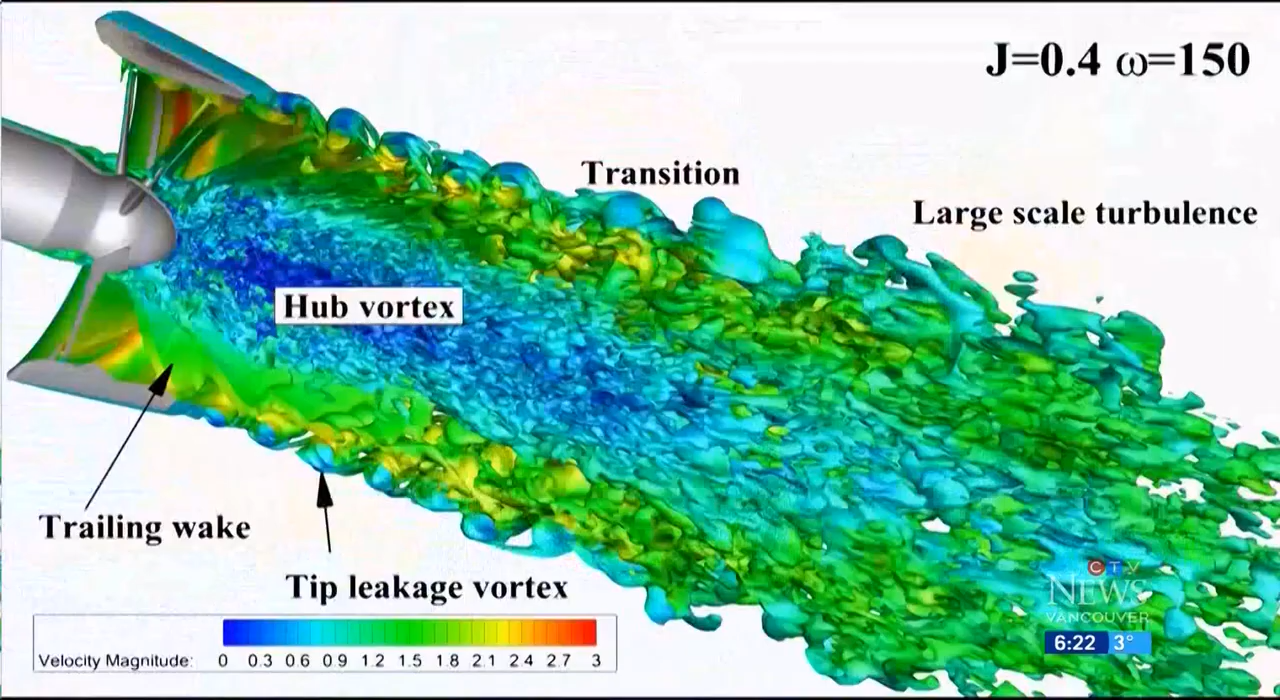 J=0.4 ω=150
Transition
Large scale turbulence
Hub vortex
Trailing wake
Tip leakage vortex
Velocity Magnitude: 0 0.3 0.6 0.9 1.2 1.5 1.8 2.1 2.4 2.7 3
CTV
NEWS
VANCOUVER
6:22 3°